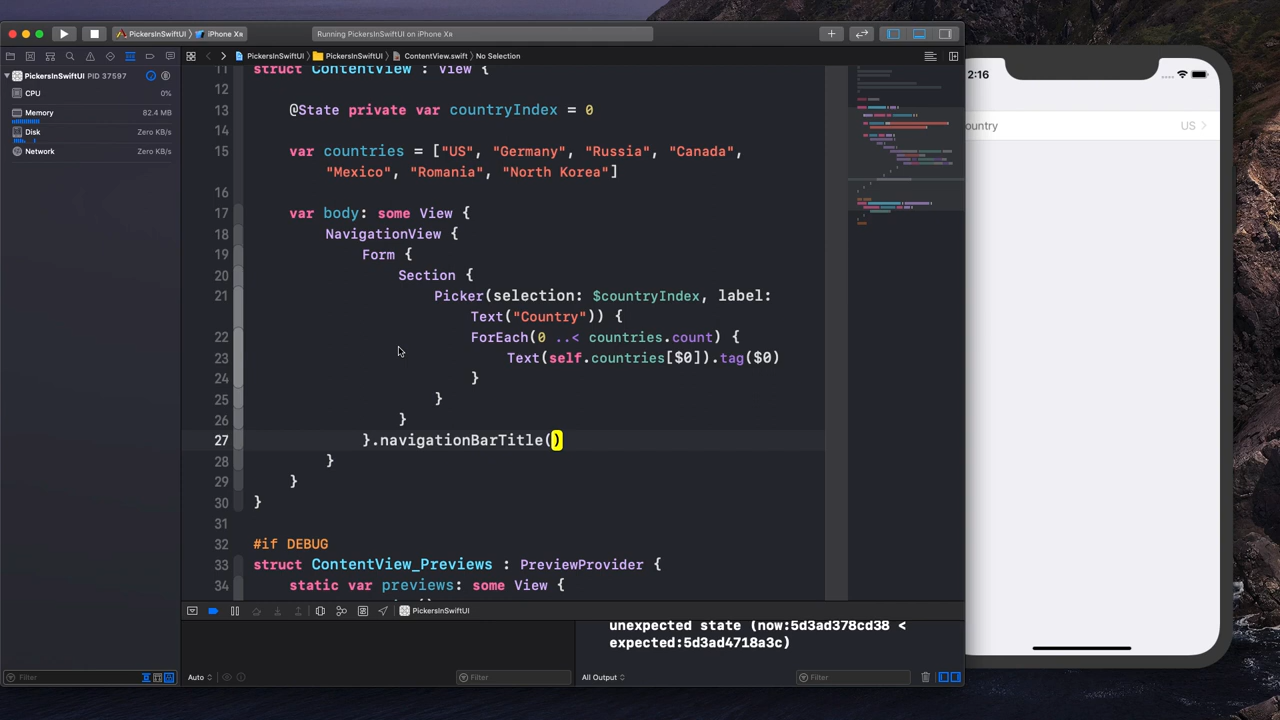 PickersInSwiftUI 〉 iPhone Xʀ
Running PickersInSwiftUI on iPhone Xʀ
PickersInSwiftUI 〉 PickersInSwiftUI 〉 ContentView.swift 〉 No Selection
PickersInSwiftUI PID 37597
CPU 0%
Memory 82.4 MB
Disk Zero KB/s
Network Zero KB/s
11 struct ContentView : View {
12
13 @State private var countryIndex = 0
14
15 var countries = ["US", "Germany", "Russia", "Canada",
"Mexico", "Romania", "North Korea"]
16
17 var body: some View {
18 NavigationView {
19 Form {
20 Section {
21 Picker(selection: $countryIndex, label:
Text("Country")) {
22 ForEach(0 ..< countries.count) {
23 Text(self.countries[$0]).tag($0)
24 }
25 }
26 }
27 }.navigationBarTitle()
28 }
29 }
30 }
31
32 #if DEBUG
33 struct ContentView_Previews : PreviewProvider {
34 static var previews: some View {
PickersInSwiftUI
unexpected state (now:5d3ad378cd38 <
expected:5d3ad4718a3c)
Filter
Auto
Filter
All Output
Filter
2:16
ountry US